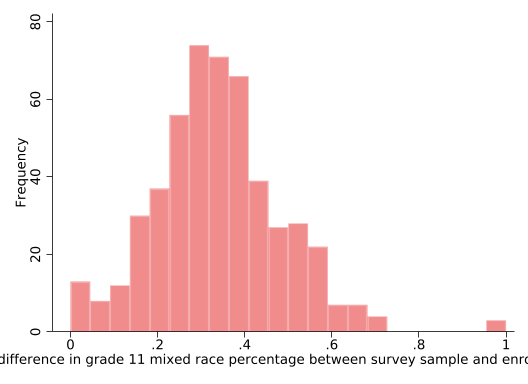 80
60
40
20
0
Frequency
0 .2 .4 .6 .8 1
difference in grade 11 mixed race percentage between survey sample and